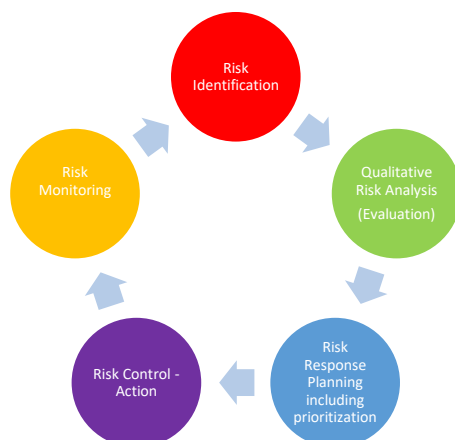 Risk
Identification
Qualitative
Risk Analysis
(Evaluation)
Risk
Response
Planning
including
prioritization
Risk Control -
Action
Risk
Monitoring